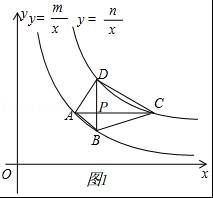 y y = m/x y = n/x
D
A P C
B
O x
图1